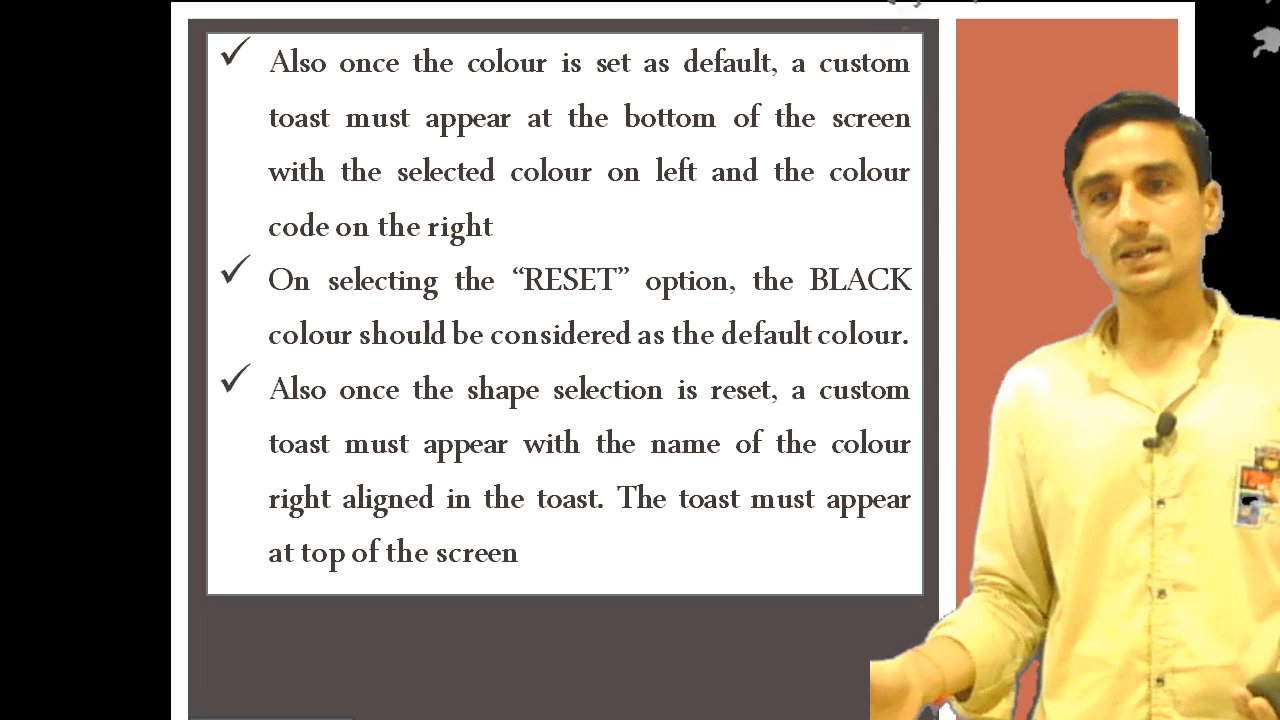 Also once the colour is set as default, a custom
toast must appear at the bottom of the screen
with the selected colour on left and the colour
code on the right
On selecting the “RESET” option, the BLACK
colour should be considered as the default colour.
Also once the shape selection is reset, a custom
toast must appear with the name of the colour
right aligned in the toast. The toast must appear
at top of the screen